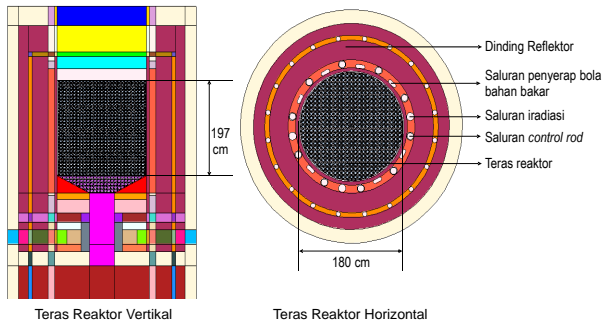 197
cm
Dinding Reflektor
Saluran penyerap bola
bahan bakar
Saluran iradiasi
Saluran control rod
Teras reaktor
180 cm
Teras Reaktor Vertikal
Teras Reaktor Horizontal